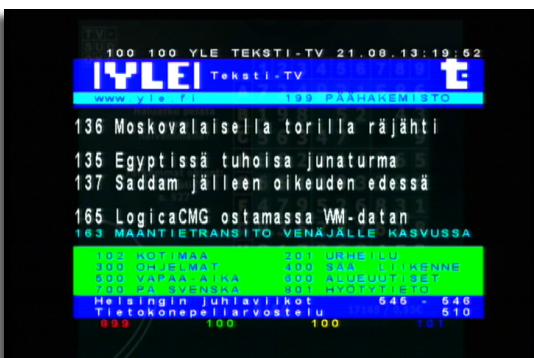 100 100 YLE TEKSTI-TV 21.08.13:19:52
YLE Teksti-TV
www.yle.fi 199 PÄÄHAKEMISTO
136 Moskovalaisella torilla räjähti
135 Egyptissä tuhoisa junaturma
137 Saddam jälleen oikeuden edessä
165 LogicaCMG ostamassa WM-datan
163 MAANTIETRANSITO VENÄJÄLLE KASVUSSA
102 KOTIMAA 201 URHEILU
300 OHJELMAT 400 SÄÄ LIIKENNE
500 VAPAA-AIKA 600 ALUEUUTISET
700 PÅ SVENSKA 801 HYÖTYTIETO
Helsingin juhlaviikot 545 - 546
Tietokonepeliarvostelu 510
899 100 100 101